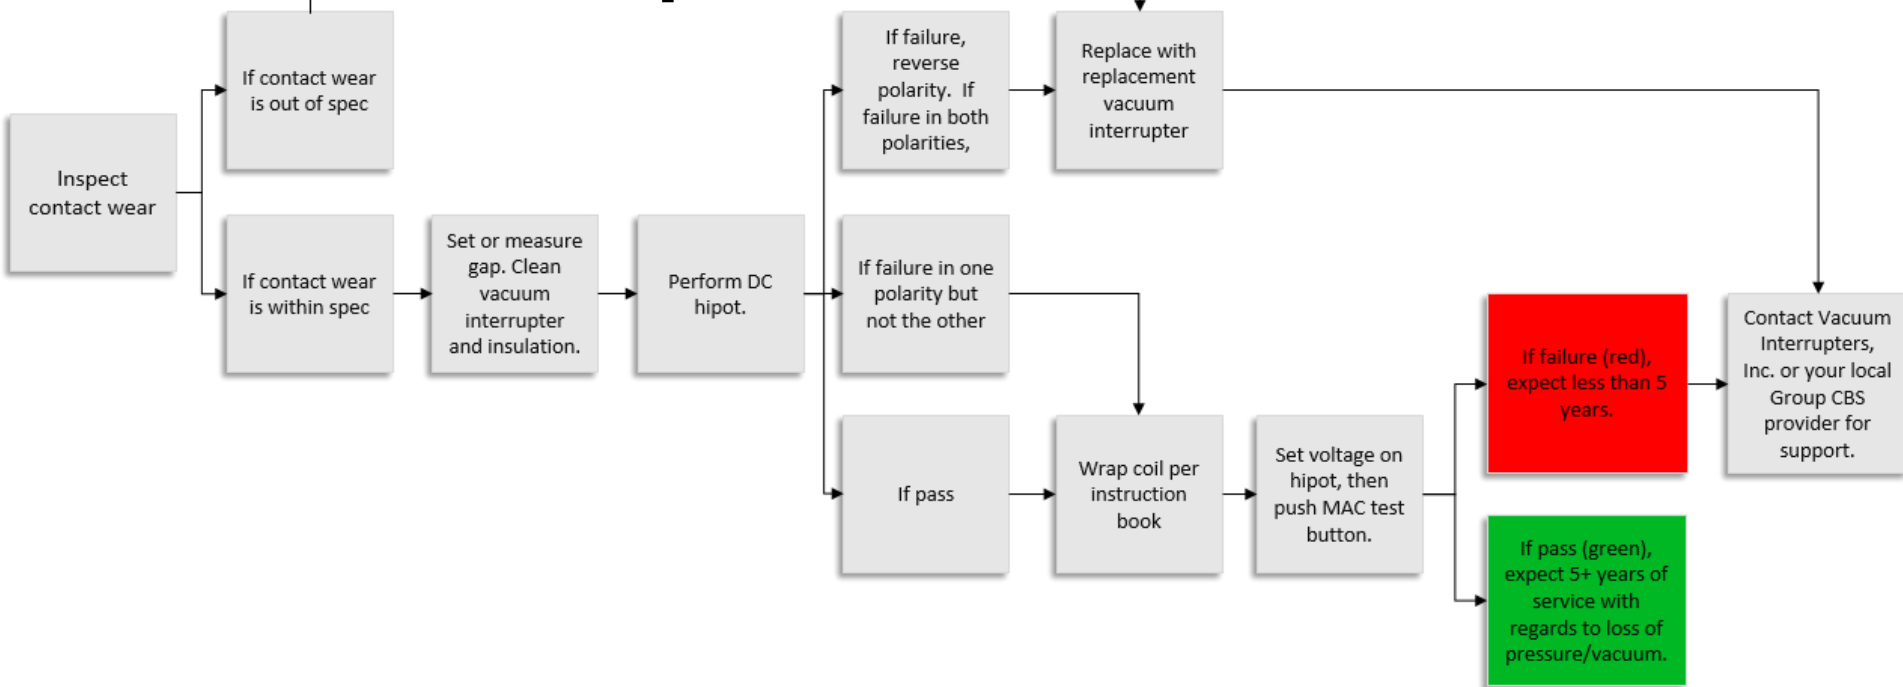 If contact wear
is out of spec
If failure,
reverse
polarity. If
failure in both
polarities,
Replace with
replacement
vacuum
interrupter
Inspect
contact wear
If contact wear
is within spec
Set or measure
gap. Clean
vacuum
interrupter
and insulation.
Perform DC
hipot.
If failure in one
polarity but
not the other
If failure (red),
expect less than 5
years.
Contact Vacuum
Interrupters,
Inc. or your local
Group CBS
provider for
support.
If pass
Wrap coil per
instruction
book
Set voltage on
hipot, then
push MAC test
button.
If pass (green),
expect 5+ years of
service with
regards to loss of
pressure/vacuum.